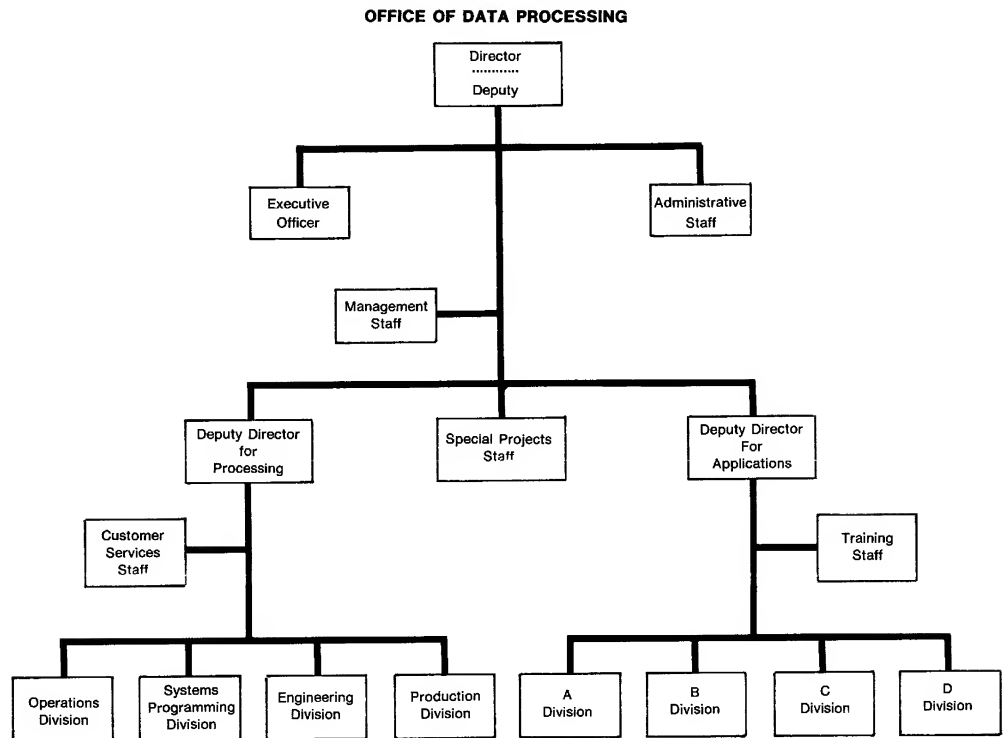 OFFICE OF DATA PROCESSING
Director
Deputy
Executive
Officer
Administrative
Staff
Management
Staff
Deputy Director
for
Processing
Special Projects
Staff
Deputy Director
For
Applications
Customer
Services
Staff
Training
Staff
Operations
Division
Systems
Programming
Division
Engineering
Division
Production
Division
A
Division
B
Division
C
Division
D
Division